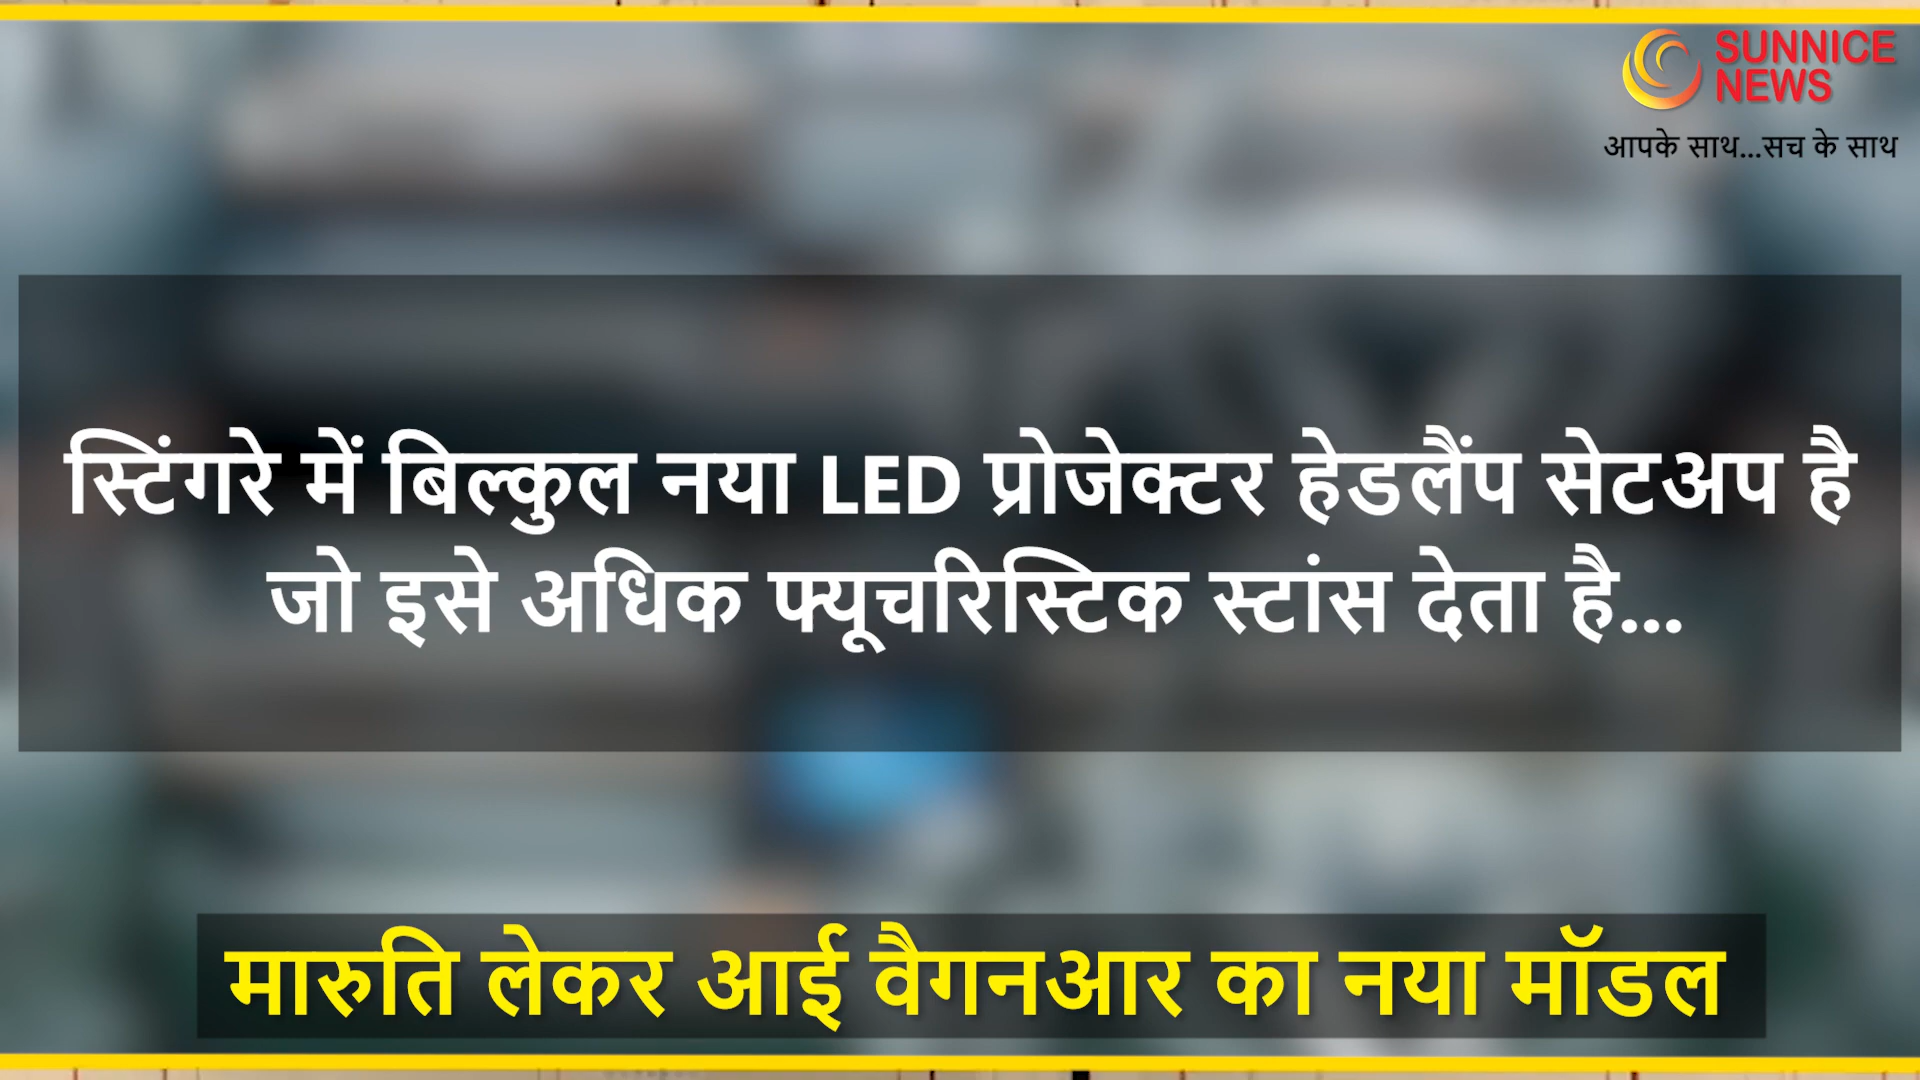 SUNNICE
NEWS
आपके साथ...सच के साथ
स्टिंगरे में बिल्कुल नया LED प्रोजेक्टर हेडलैंप सेटअप है
जो इसे अधिक फ्यूचरिस्टिक स्टांस देता है...
मारुति लेकर आई वैगनआर का नया मॉडल